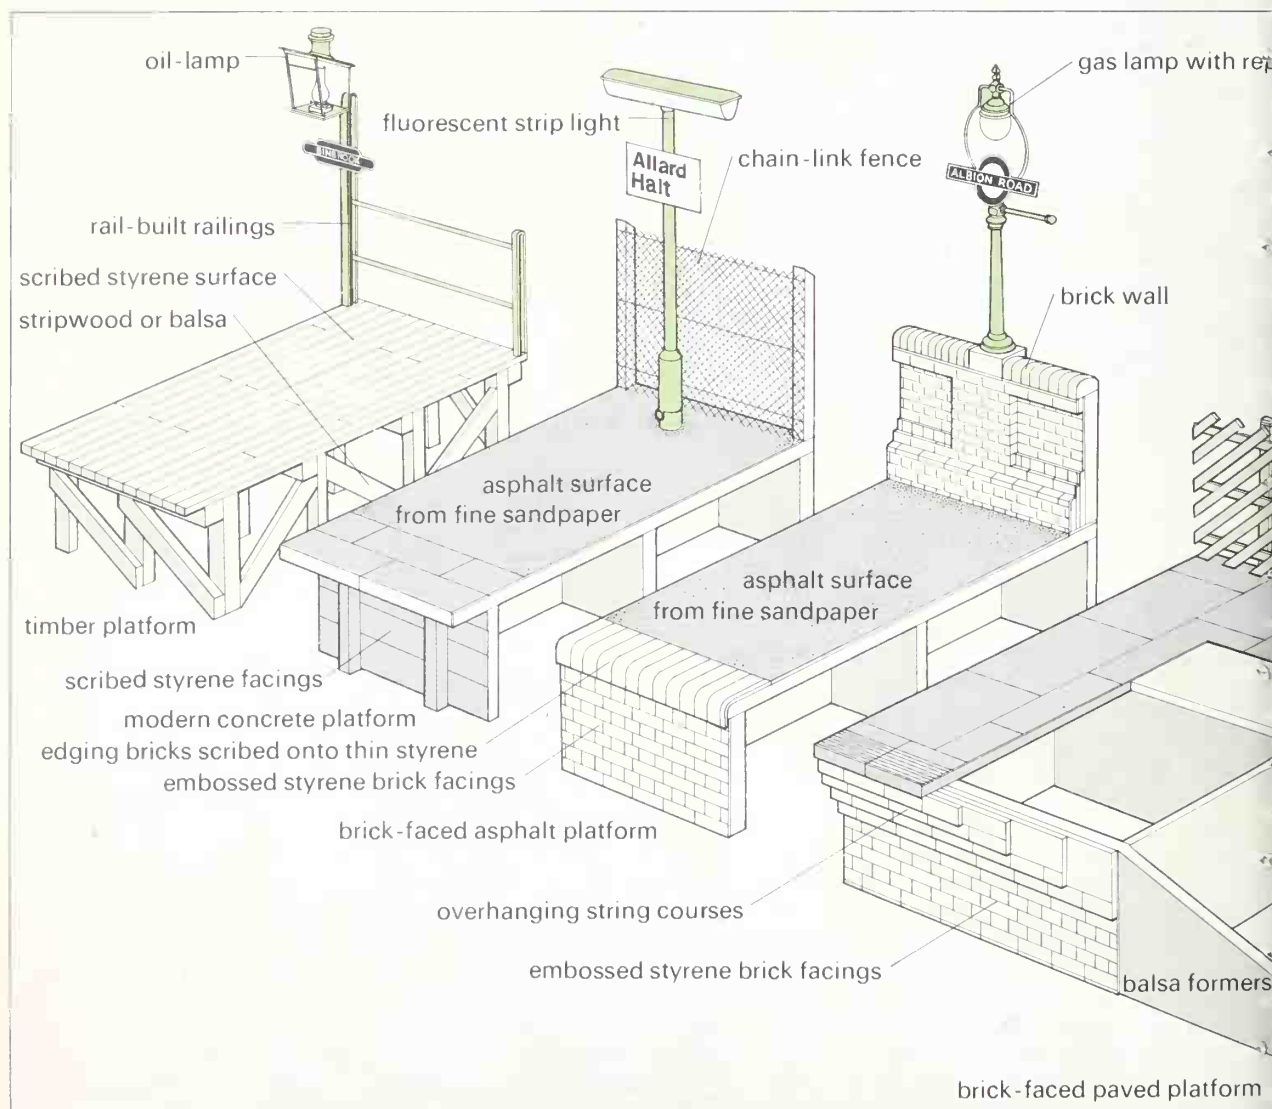 oil-lamp
gas lamp with
fluorescent strip light
Allard
Halt
chain-link fence
ALBION ROAD
rail-built railings
scribed styrene surface
stripwood or balsa
brick wall
asphalt surface
from fine sandpaper
asphalt surface
from fine sandpaper
timber platform
scribed styrene facings
modern concrete platform
edging bricks scribed onto thin styrene
embossed styrene brick facings
brick-faced asphalt platform
overhanging string courses
embossed styrene brick facings
balsa formers
brick-faced paved platform